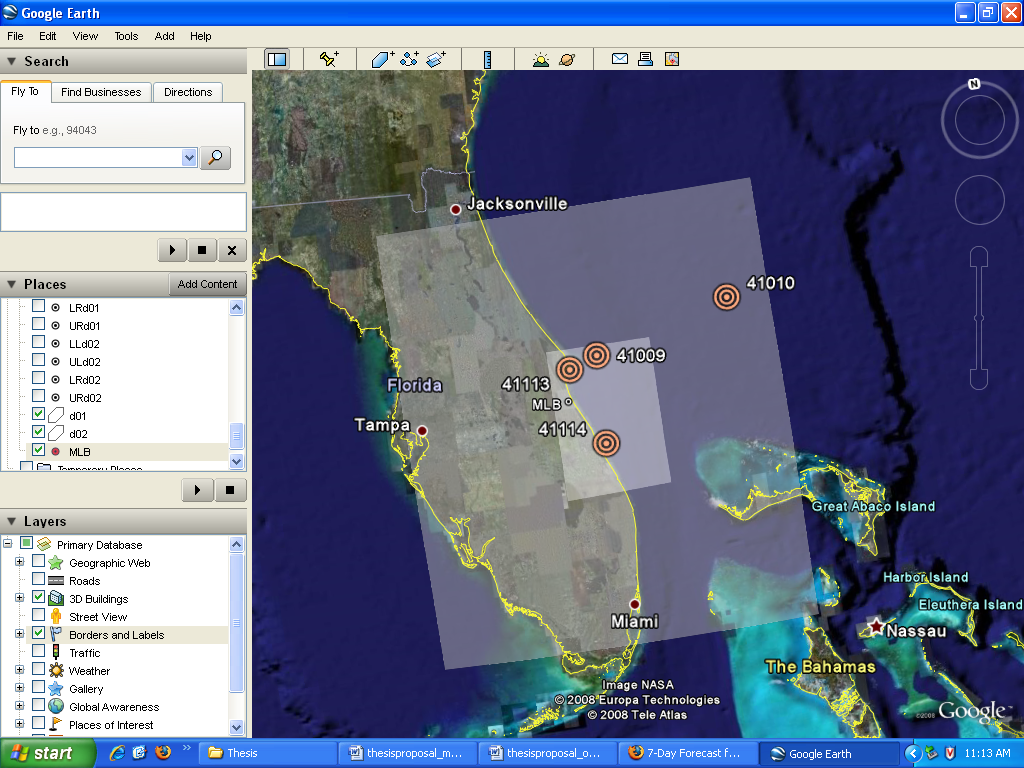 Google Earth
File Edit View Tools Add Help
Search
Fly To Find Businesses Directions
Fly to e.g., 94043
Places Add Content
LRd01
URd01
LLd02
ULd02
LRd02
URd02
d01
d02
MLB
Temporary Places
Layers
Primary Database
Geographic Web
Roads
3D Buildings
Street View
Borders and Labels
Traffic
Weather
Gallery
Global Awareness
Places of Interest
N
Jacksonville
41010
41009
41113
Florida
MLB
Tampa
41114
Great Abaco Island
Harbor Island
Eleuthera Island
Miami
Nassau
The Bahamas
Image NASA
© 2008 Europa Technologies
© 2008 Tele Atlas
©2008 Google™
start Thesis thesisproposal_m... thesisproposal_o... 7-Day Forecast f... Google Earth 11:13 AM